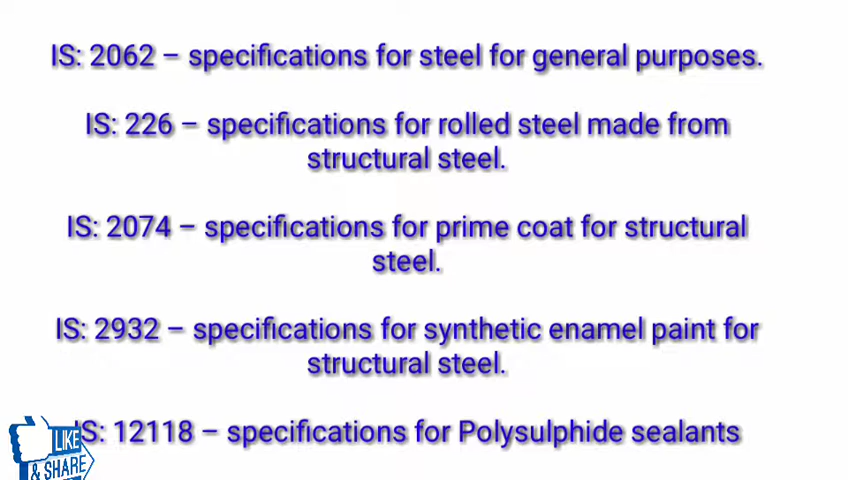 IS: 2062 – specifications for steel for general purposes.
IS: 226 – specifications for rolled steel made from
structural steel.
IS: 2074 – specifications for prime coat for structural
steel.
IS: 2932 – specifications for synthetic enamel paint for
structural steel.
IS: 12118 – specifications for Polysulphide sealants
LIKE
& SHARE